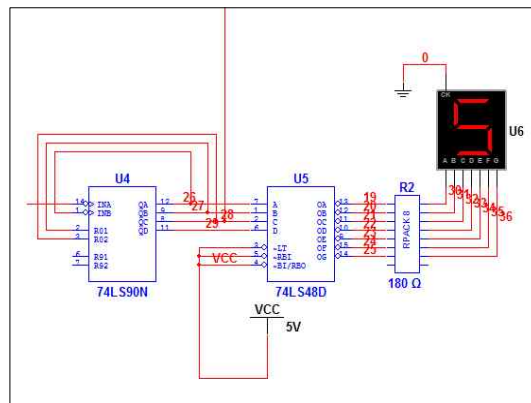 0
CK
U6
A B C D E F G
U4
14 INA QA 12 26
1 INB QB 9 27
QC 8 28
2 R01 QD 11 29
3 R02
6 R91
7 R92
74LS90N
U5
7 A OA 13 19
1 B OB 12 20
2 C OC 11 21
6 D OD 10 22
OE 9 23
3 ~LT OF 15 24
5 ~RBI OG 14 25
4 ~BI/RBO
74LS48D
VCC
R2
RPACK 8
180 Ω
30 31 32 33 34 35 36
VCC
5V